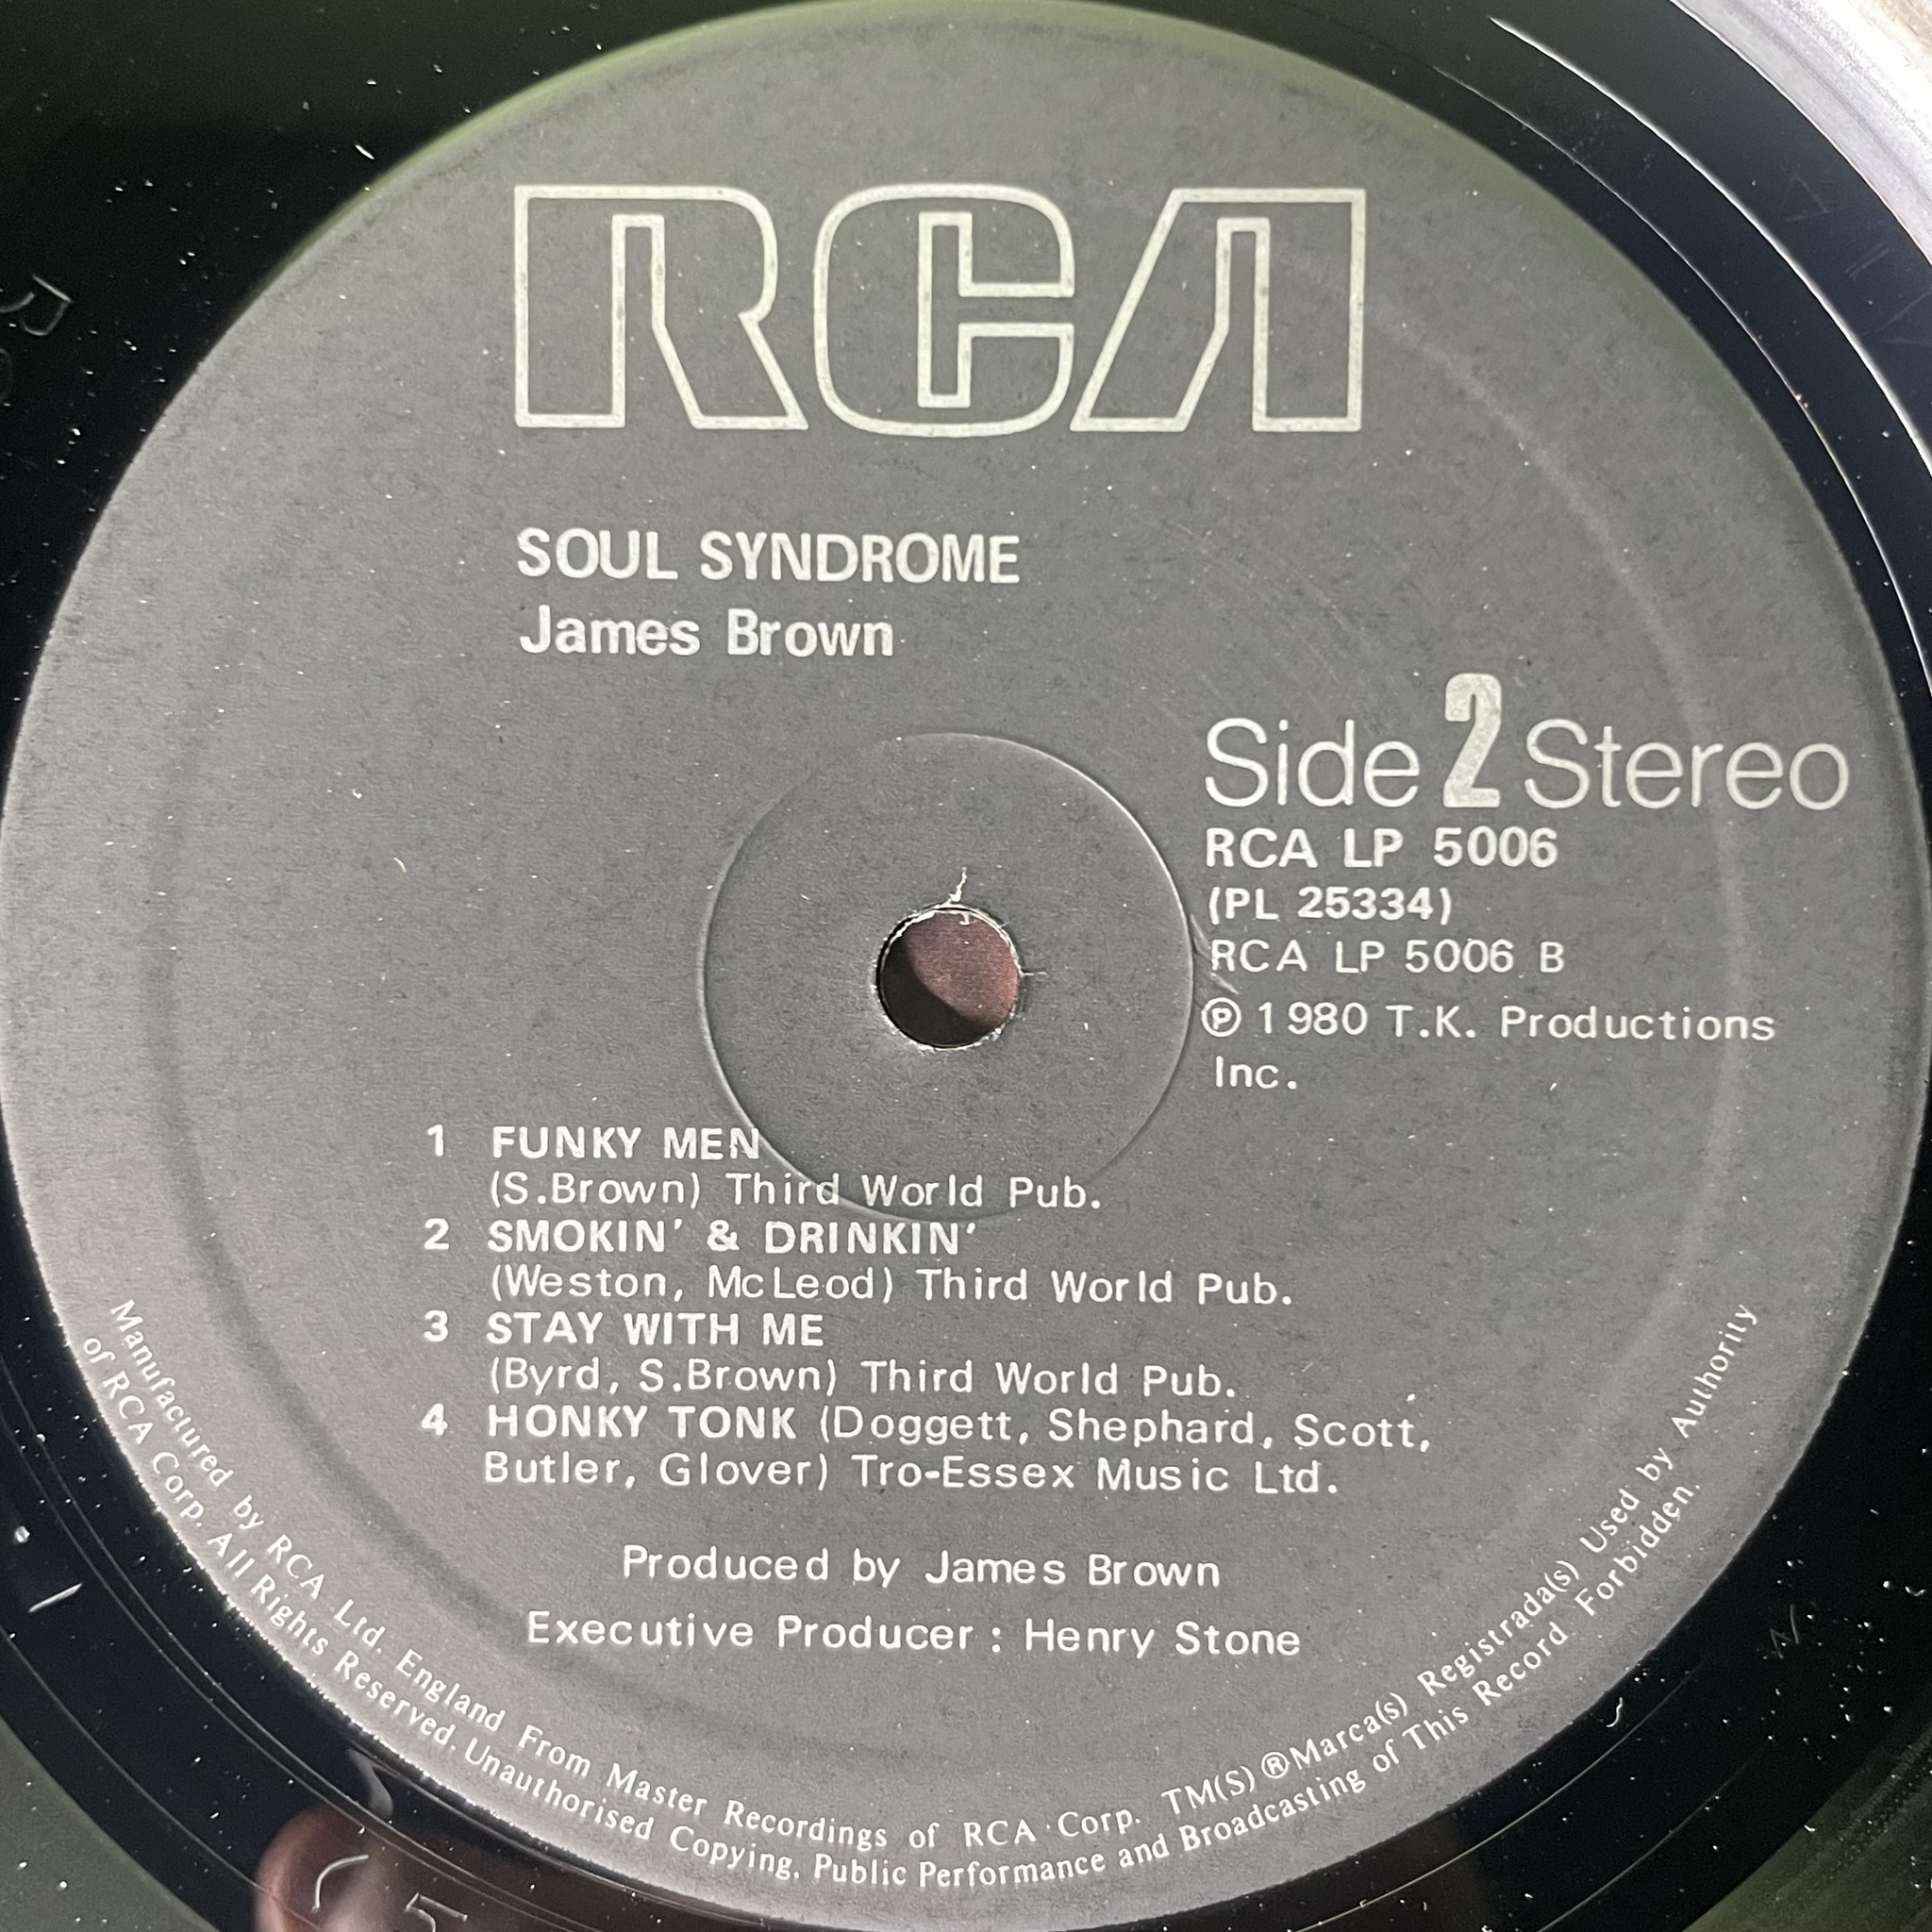 RCA
SOUL SYNDROME
James Brown
Side 2 Stereo
RCA LP 5006
(PL 25334)
RCA LP 5006 B
℗ 1980 T.K. Productions
Inc.
1 FUNKY MEN
(S.Brown) Third World Pub.
2 SMOKIN' & DRINKIN'
(Weston, McLeod) Third World Pub.
3 STAY WITH ME
(Byrd, S.Brown) Third World Pub.
4 HONKY TONK (Doggett, Shephard, Scott,
Butler, Glover) Tro-Essex Music Ltd.
Produced by James Brown
Executive Producer : Henry Stone
Manufactured by RCA Ltd. England From Master Recordings of RCA Corp. TM(S) ®Marca(s) Registrada(s) Used by Authority
of RCA Corp. All Rights Reserved. Unauthorised Copying, Public Performance and Broadcasting of This Record Forbidden.